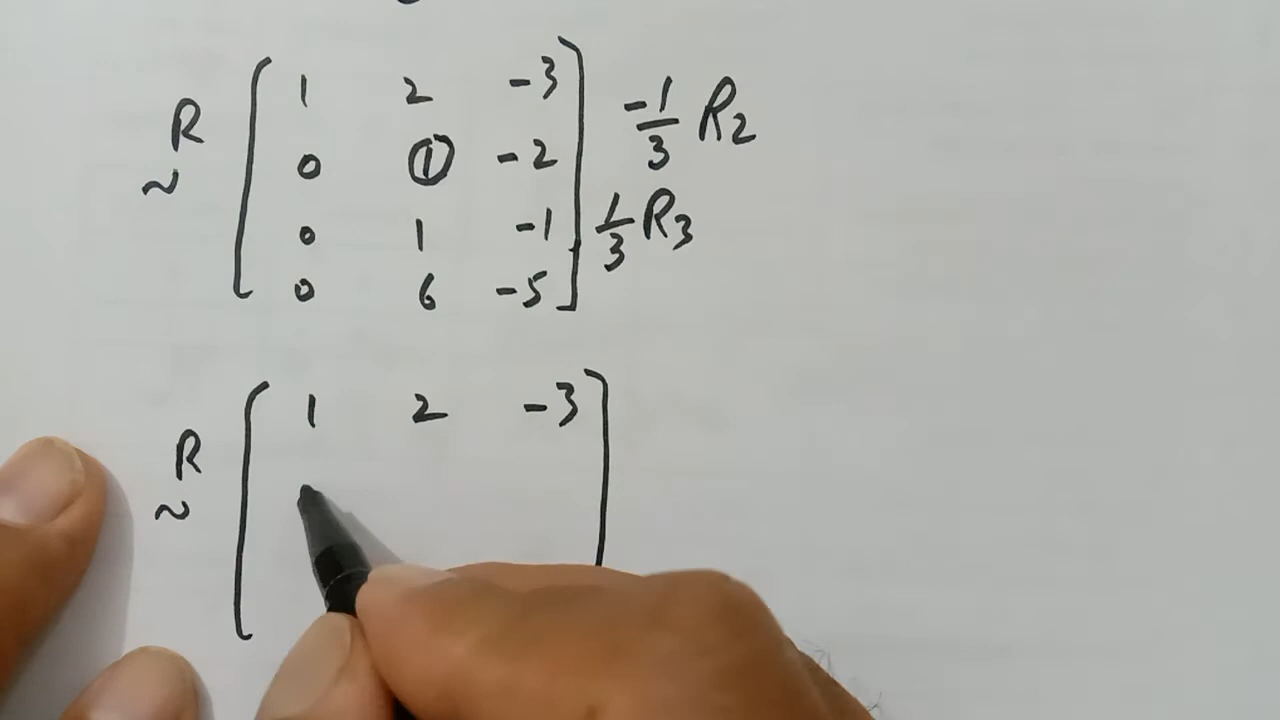 R ~ [ 1 2 -3
0 ① -2
0 1 -1
0 6 -5 ]
-1/3 R2
1/3 R3
R ~ [ 1 2 -3 ]